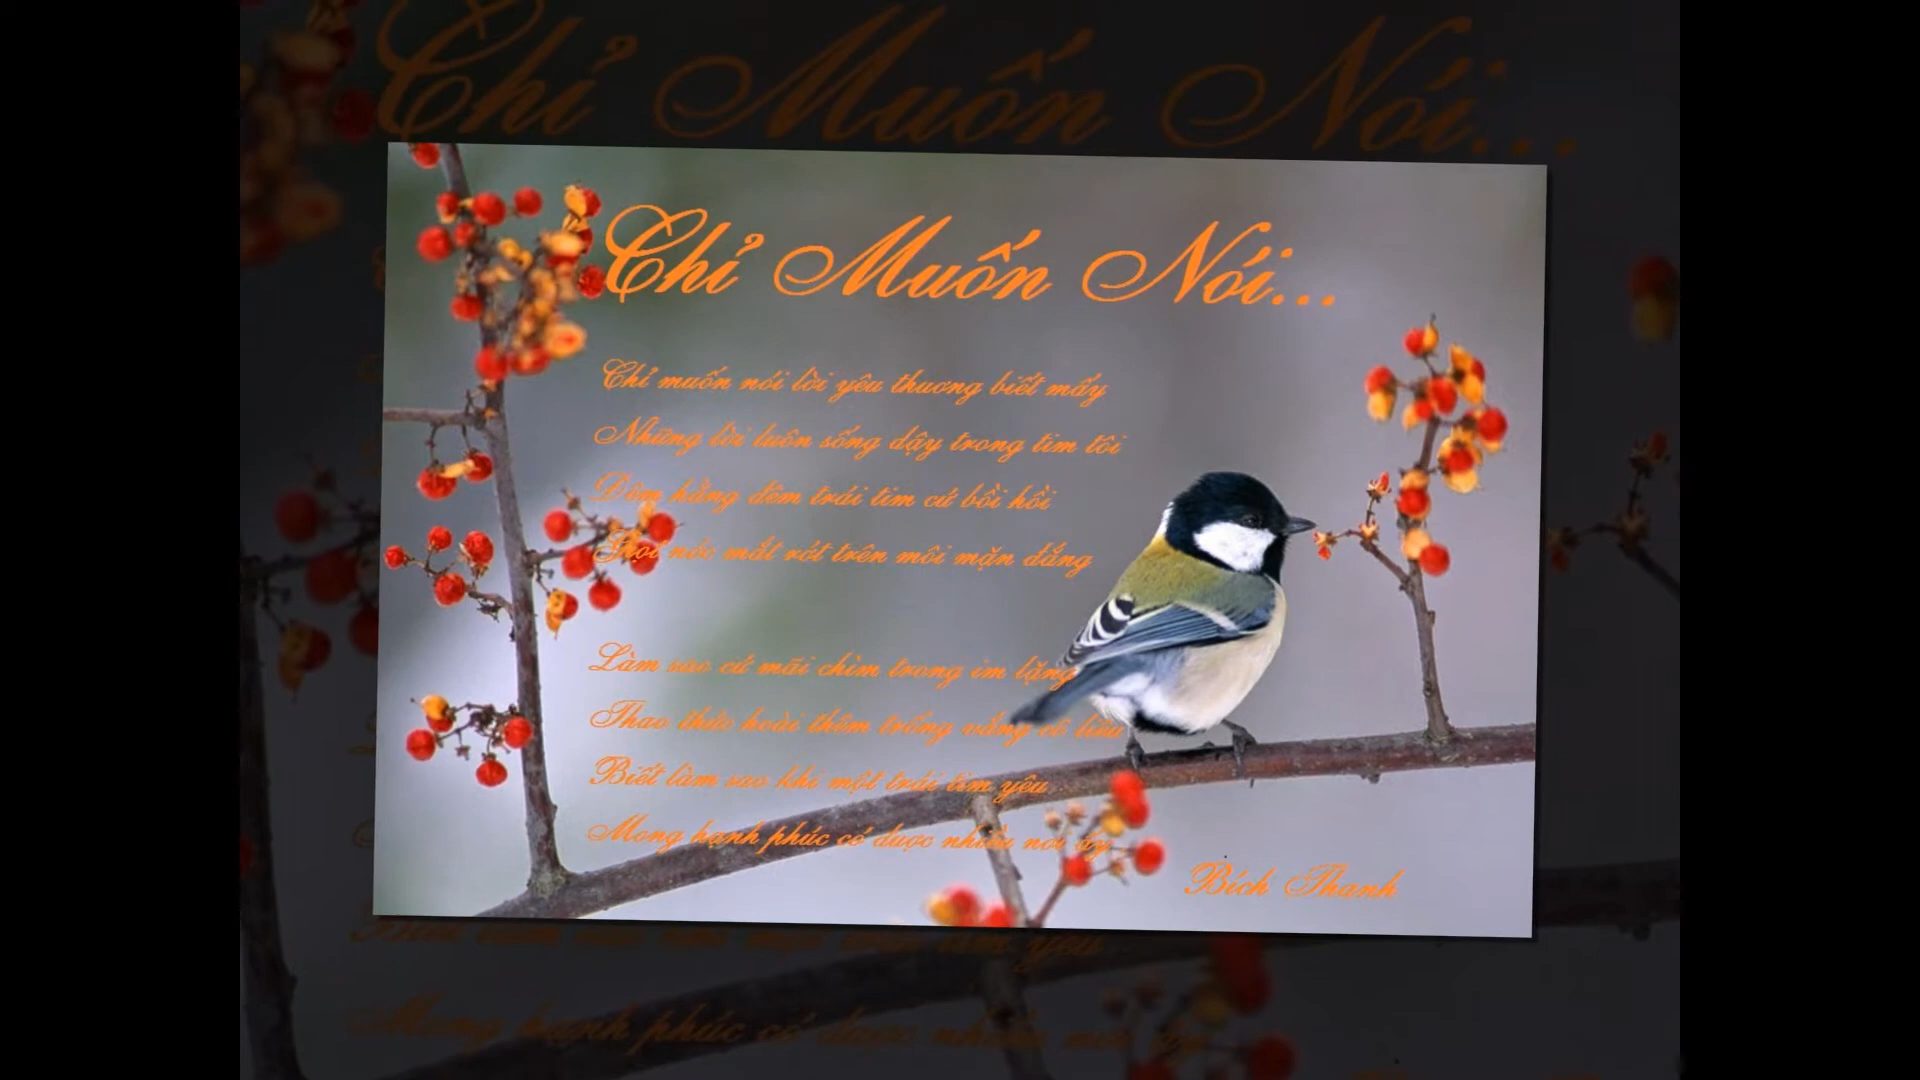 Chỉ Muốn Nói...
Chỉ muốn nói lời yêu thương biết mấy
Những lời luôn sống dậy trong tim tôi
Đêm hằng đêm trái tim cứ bồi hồi
nước mắt rót trên môi mặn đắng
Làm sao cứ mãi chìm trong im lặng
Thao thức hoài thêm trống vắng cô liêu
Biết làm sao khi một trái tim yêu
Mong hạnh phúc có được nhiều nơi ấy
Bích Thanh